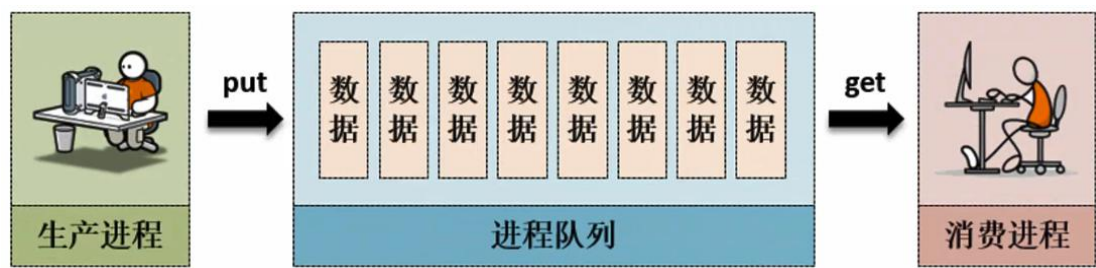 put
数据 数据 数据 数据 数据 数据 数据 数据
get
生产进程
进程队列
消费进程